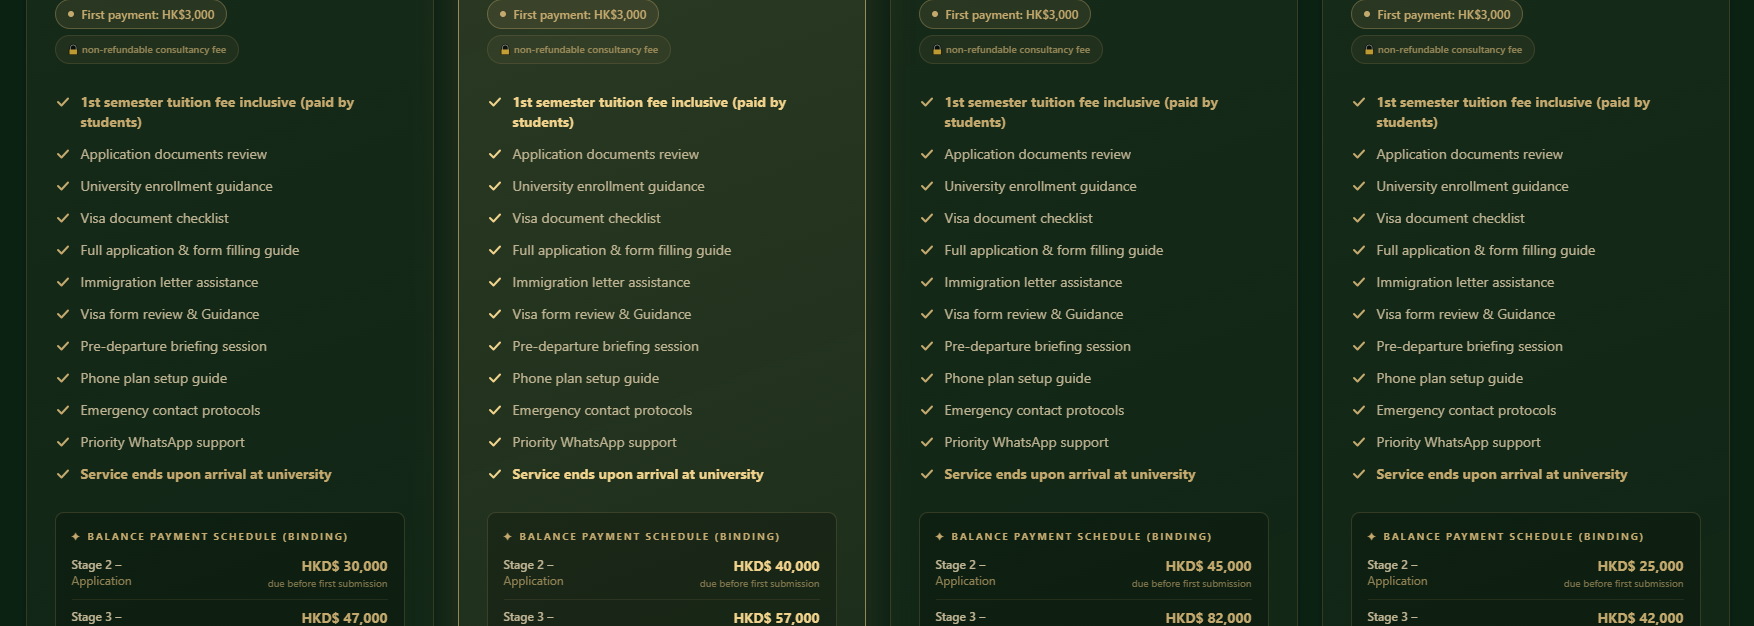 First payment: HK$3,000
non-refundable consultancy fee
1st semester tuition fee inclusive (paid by
students)
Application documents review
University enrollment guidance
Visa document checklist
Full application & form filling guide
Immigration letter assistance
Visa form review & Guidance
Pre-departure briefing session
Phone plan setup guide
Emergency contact protocols
Priority WhatsApp support
Service ends upon arrival at university
✦ BALANCE PAYMENT SCHEDULE (BINDING)
Stage 2 – HKD$ 30,000
Application due before first submission
Stage 3 – HKD$ 47,000
First payment: HK$3,000
non-refundable consultancy fee
1st semester tuition fee inclusive (paid by
students)
Application documents review
University enrollment guidance
Visa document checklist
Full application & form filling guide
Immigration letter assistance
Visa form review & Guidance
Pre-departure briefing session
Phone plan setup guide
Emergency contact protocols
Priority WhatsApp support
Service ends upon arrival at university
✦ BALANCE PAYMENT SCHEDULE (BINDING)
Stage 2 – HKD$ 40,000
Application due before first submission
Stage 3 – HKD$ 57,000
First payment: HK$3,000
non-refundable consultancy fee
1st semester tuition fee inclusive (paid by
students)
Application documents review
University enrollment guidance
Visa document checklist
Full application & form filling guide
Immigration letter assistance
Visa form review & Guidance
Pre-departure briefing session
Phone plan setup guide
Emergency contact protocols
Priority WhatsApp support
Service ends upon arrival at university
✦ BALANCE PAYMENT SCHEDULE (BINDING)
Stage 2 – HKD$ 45,000
Application due before first submission
Stage 3 – HKD$ 82,000
First payment: HK$3,000
non-refundable consultancy fee
1st semester tuition fee inclusive (paid by
students)
Application documents review
University enrollment guidance
Visa document checklist
Full application & form filling guide
Immigration letter assistance
Visa form review & Guidance
Pre-departure briefing session
Phone plan setup guide
Emergency contact protocols
Priority WhatsApp support
Service ends upon arrival at university
✦ BALANCE PAYMENT SCHEDULE (BINDING)
Stage 2 – HKD$ 25,000
Application due before first submission
Stage 3 – HKD$ 42,000